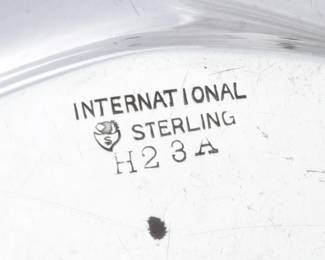 INTERNATIONAL
S STERLING
H23A